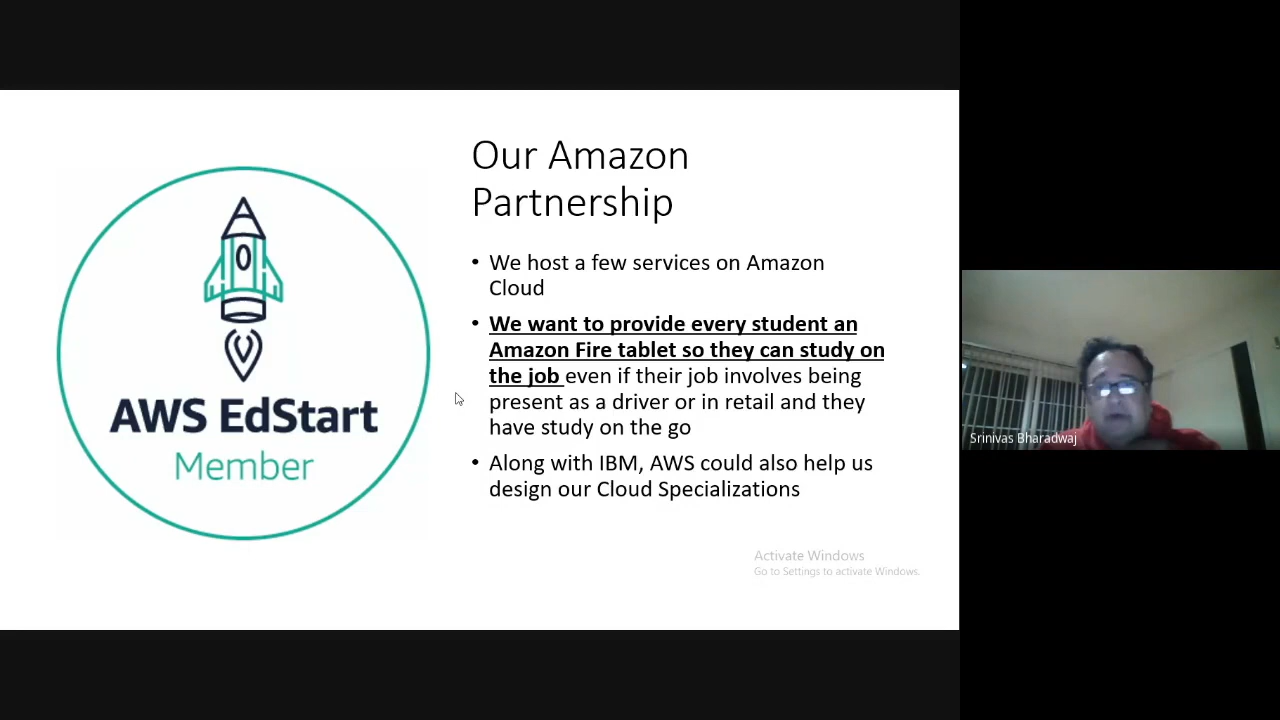 Our Amazon
Partnership
• We host a few services on Amazon
Cloud
• We want to provide every student an
Amazon Fire tablet so they can study on
the job even if their job involves being
present as a driver or in retail and they
have study on the go
• Along with IBM, AWS could also help us
design our Cloud Specializations
AWS EdStart
Member
Activate Windows
Go to Settings to activate Windows.
Srinivas Bharadwaj